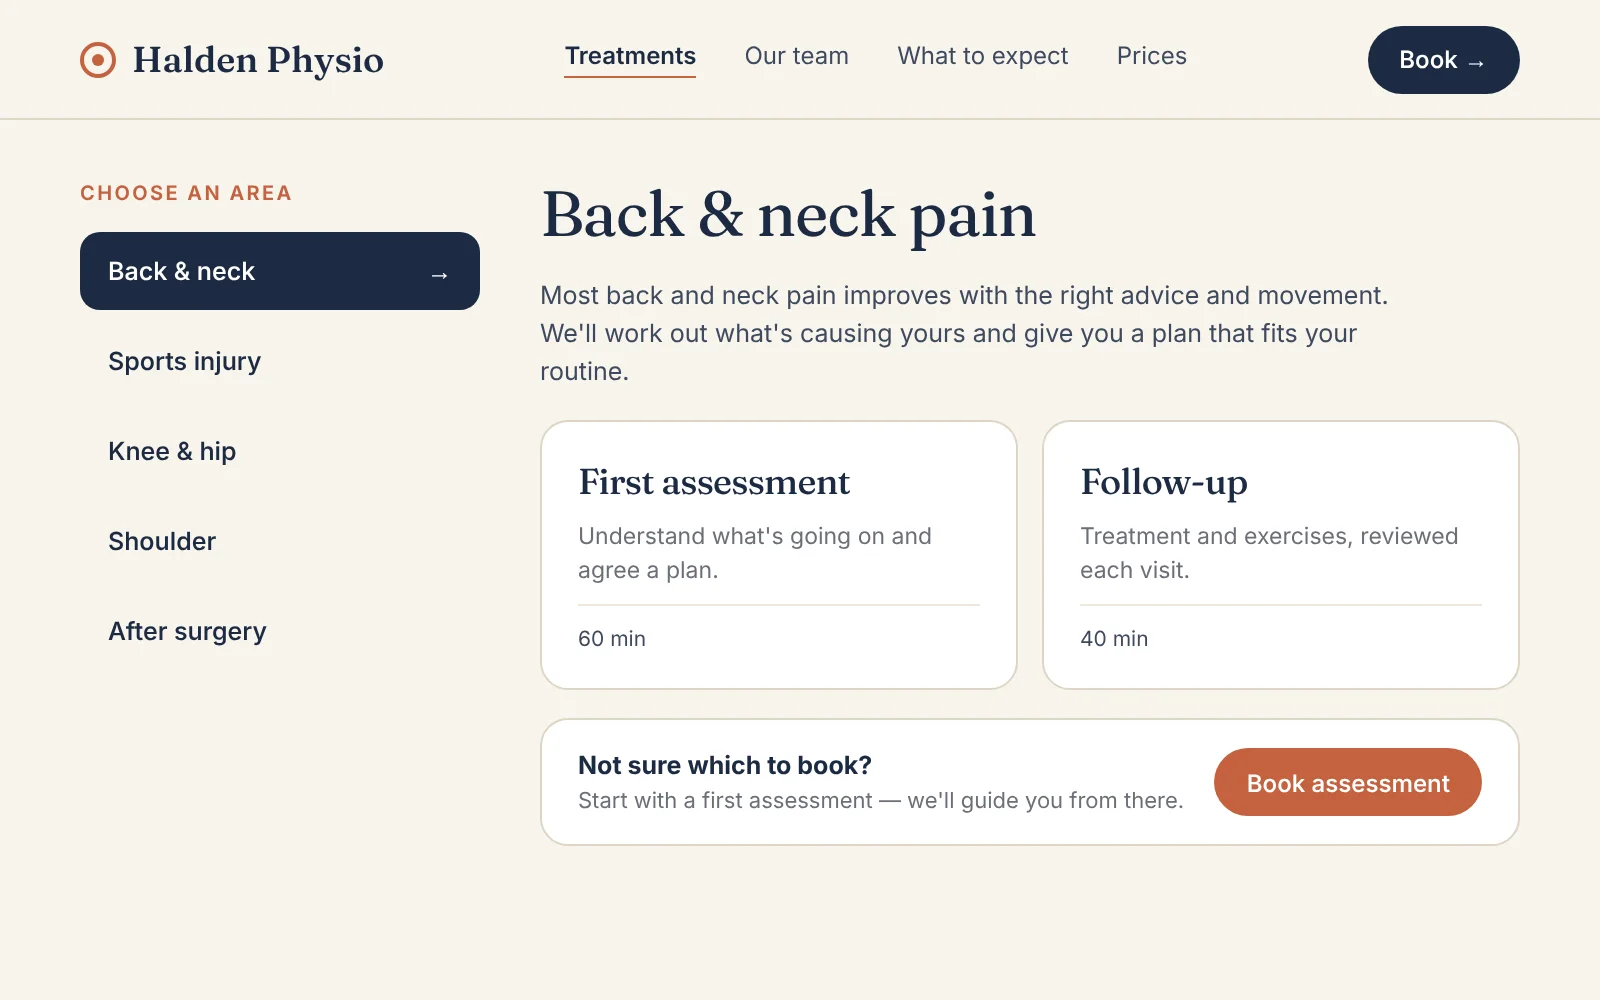 Halden Physio
Treatments
Our team
What to expect
Prices
Book →
CHOOSE AN AREA
Back & neck →
Sports injury
Knee & hip
Shoulder
After surgery
Back & neck pain
Most back and neck pain improves with the right advice and movement.
We'll work out what's causing yours and give you a plan that fits your
routine.
First assessment
Understand what's going on and
agree a plan.
60 min
Follow-up
Treatment and exercises, reviewed
each visit.
40 min
Not sure which to book?
Start with a first assessment — we'll guide you from there.
Book assessment